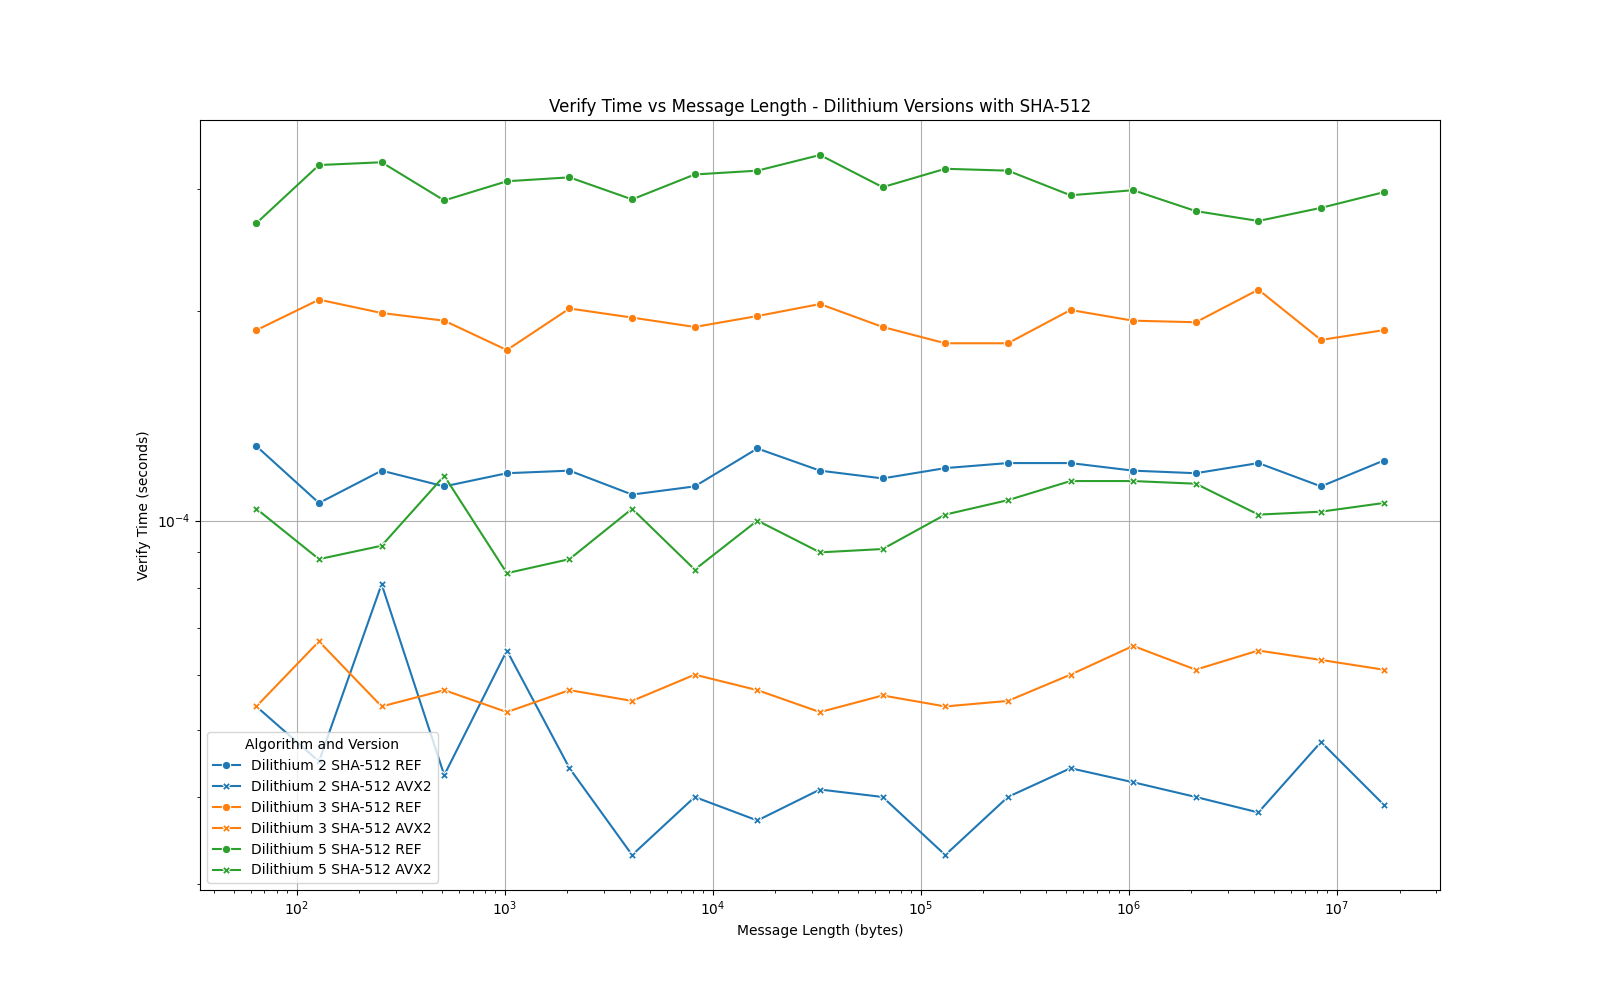 Verify Time vs Message Length - Dilithium Versions with SHA-512
Verify Time (seconds)
10⁻⁴
Algorithm and Version
Dilithium 2 SHA-512 REF
Dilithium 2 SHA-512 AVX2
Dilithium 3 SHA-512 REF
Dilithium 3 SHA-512 AVX2
Dilithium 5 SHA-512 REF
Dilithium 5 SHA-512 AVX2
10² 10³ 10⁴ 10⁵ 10⁶ 10⁷
Message Length (bytes)